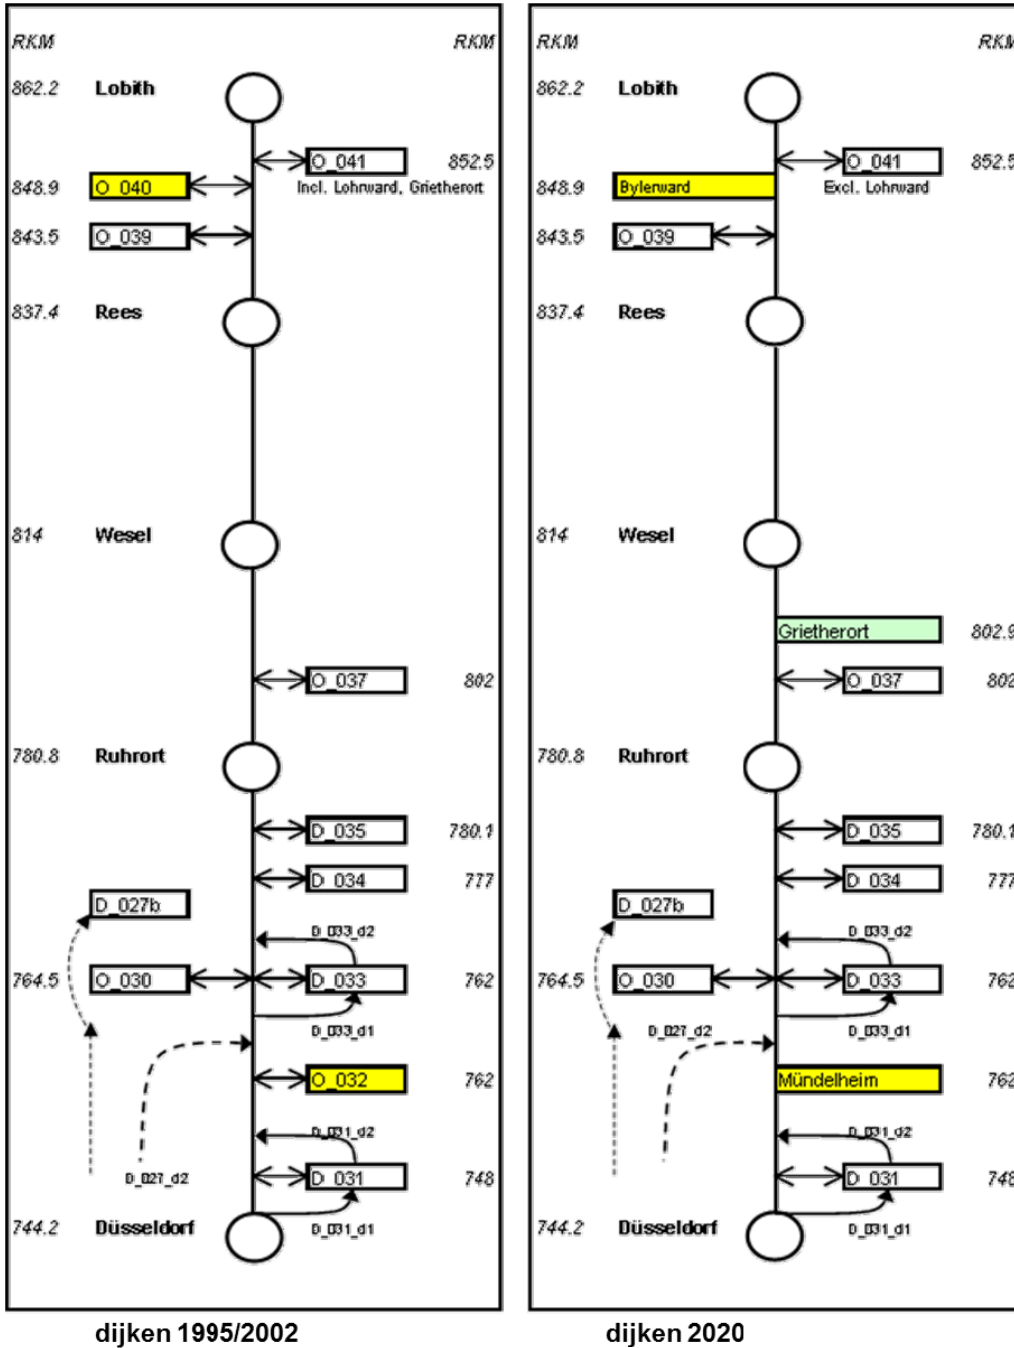 RKM RKM
862.2 Lobith
O_041 852.5
Incl. Lohrward, Grietherort
848.9 O_040
843.5 O_039
837.4 Rees
814 Wesel
O_037 802
780.8 Ruhrort
D_035 780.1
D_034 777
D_027b
D_033_d2
764.5 O_030 D_033 762
D_033_d1
O_032 762
D_031_d2
D_027_d2 D_031 748
744.2 Düsseldorf
D_031_d1
dijken 1995/2002
RKM RKM
862.2 Lobith
O_041 852.5
Excl. Lohrward
848.9 Bylerward
843.5 O_039
837.4 Rees
814 Wesel
Grietherort 802.9
O_037 802
780.8 Ruhrort
D_035 780.1
D_034 777
D_027b
D_033_d2
764.5 O_030 D_033 762
D_027_d2 D_033_d1
Mündelheim 762
D_031_d2
D_031 748
744.2 Düsseldorf
D_031_d1
dijken 2020